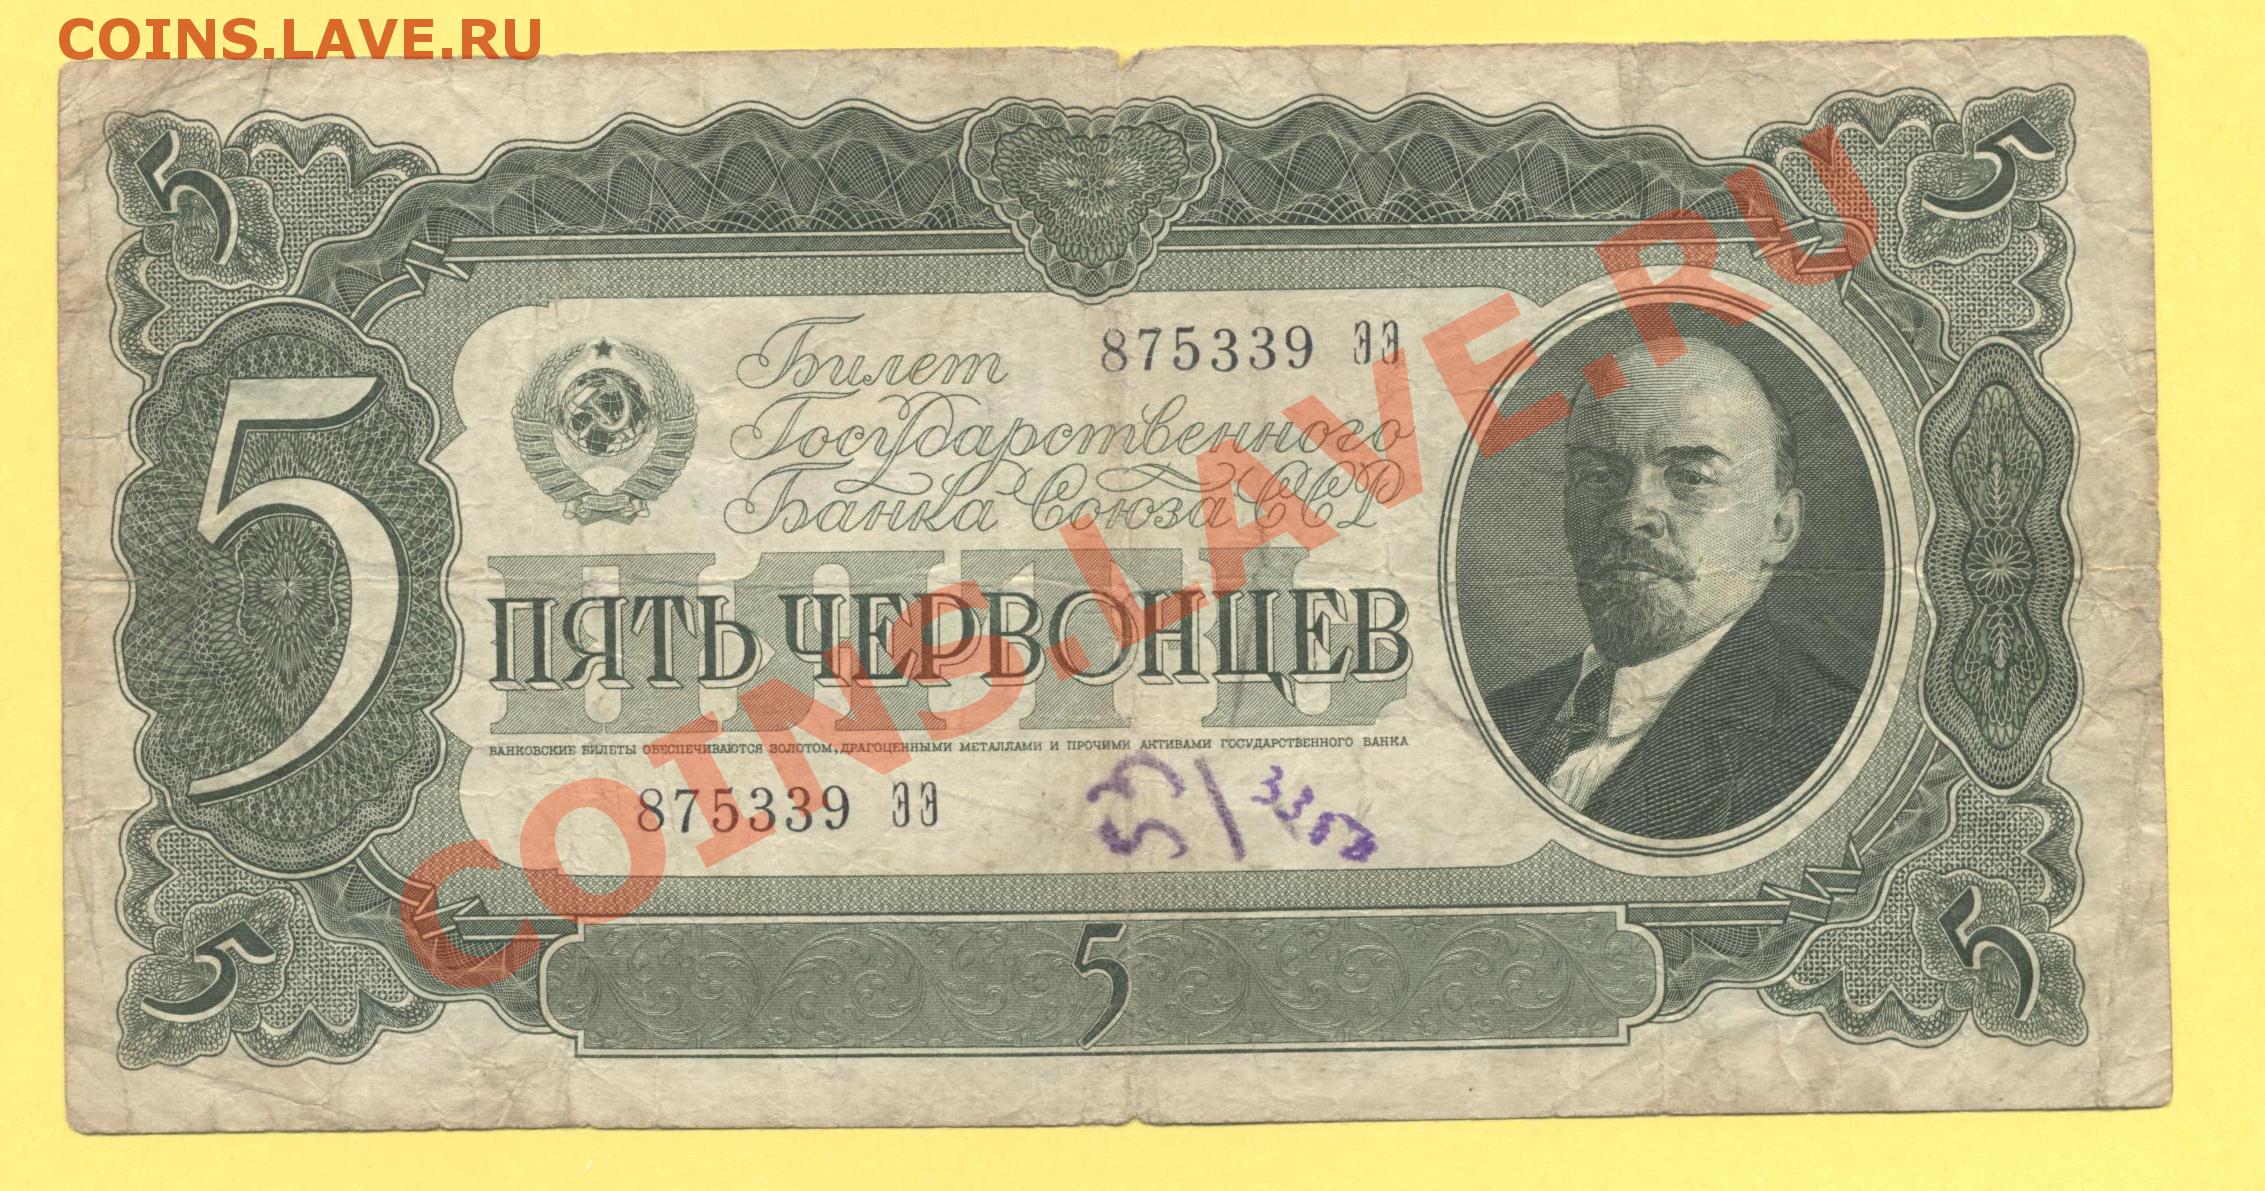 COINS.LAVE.RU
5
5
Билет
875339 ЭЭ
Государственного
Банка Союза ССР
5
ПЯТЬ
ПЯТЬ ЧЕРВОНЦЕВ
БАНКОВСКИЕ БИЛЕТЫ ОБЕСПЕЧИВАЮТСЯ ЗОЛОТОМ, ДРАГОЦЕННЫМИ МЕТАЛЛАМИ И ПРОЧИМИ АКТИВАМИ ГОСУДАРСТВЕННОГО БАНКА
875339 ЭЭ
5
5
5
COINS.LAVE.RU